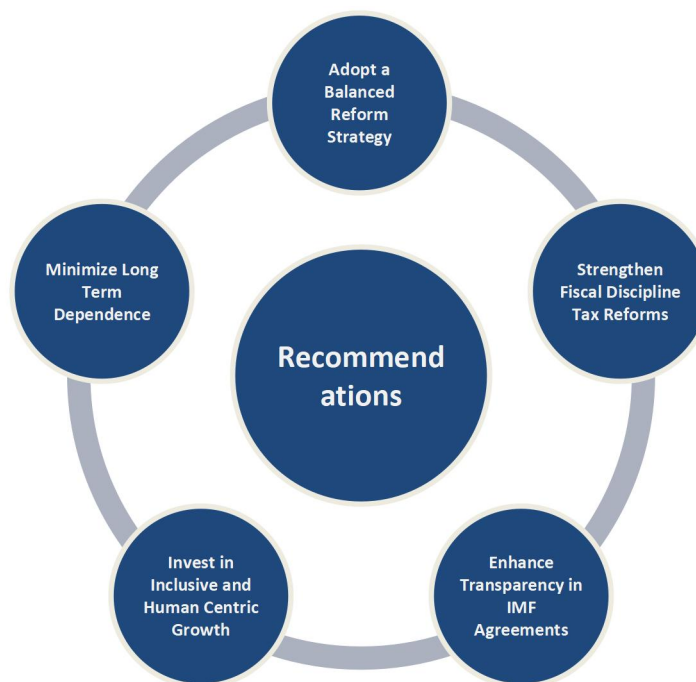 Adopt a
Balanced
Reform
Strategy
Minimize Long
Term
Dependence
Strengthen
Fiscal Discipline
Tax Reforms
Recommend
ations
Invest in
Inclusive and
Human Centric
Growth
Enhance
Transparency in
IMF
Agreements